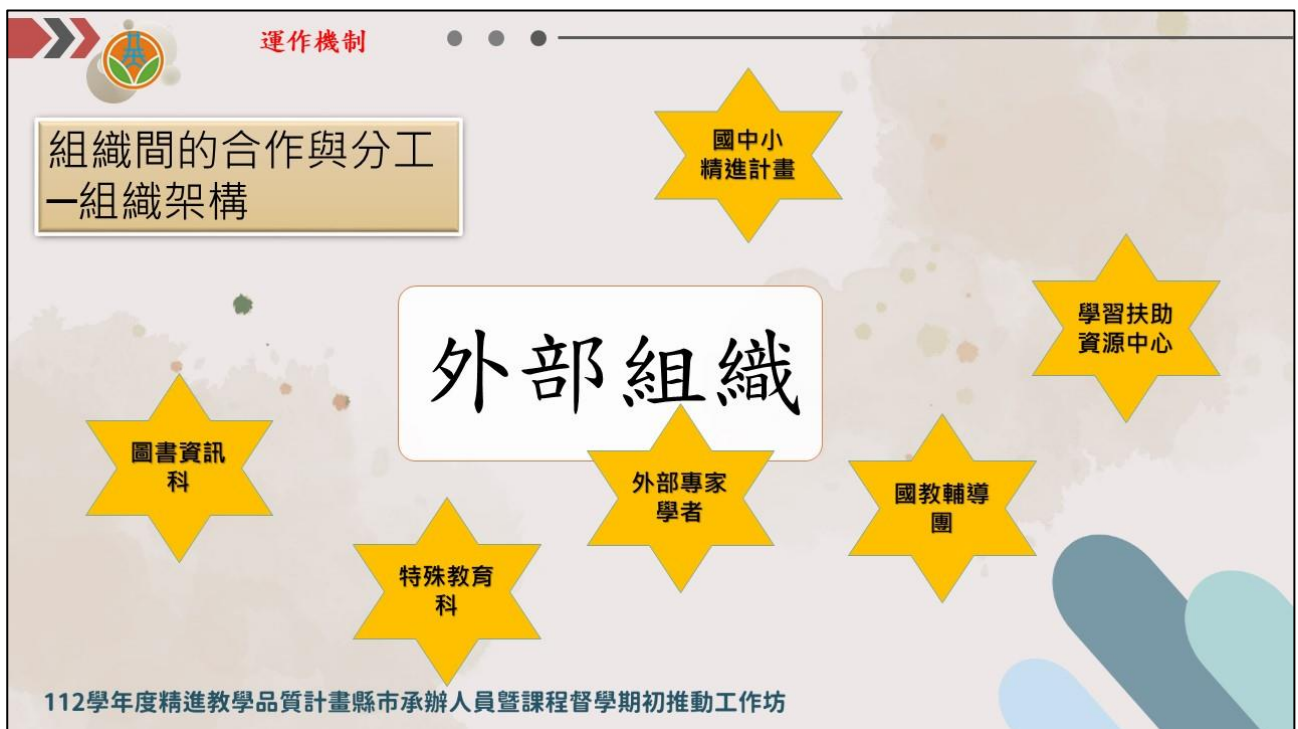 運作機制
組織間的合作與分工
—組織架構
國中小
精進計畫
學習扶助
資源中心
外部組織
圖書資訊
科
外部專家
學者
國教輔導
團
特殊教育
科
112學年度精進教學品質計畫縣市承辦人員暨課程督學期初推動工作坊